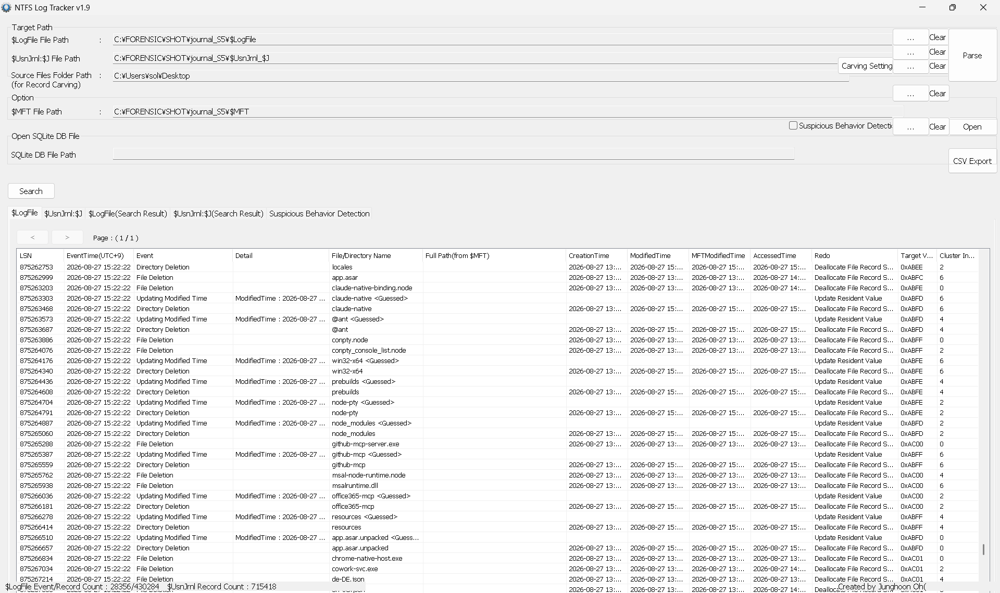 NTFS Log Tracker v1.9
Target Path
$LogFile File Path : C:¥FORENSIC¥SHOT¥journal_S5¥$LogFile ... Clear
Parse
$UsnJrnl:$J File Path C:¥FORENSIC¥SHOT¥journal_S5¥$UsnJrnl_$J ... Clear
Carving Setting ... Clear
Source Files Folder Path : C:¥Users¥sol¥Desktop
(for Record Carving)
... Clear
Option
$MFT File Path : C:¥FORENSIC¥SHOT¥journal_S5¥$MFT
Suspicious Behavior Detecti ... Clear Open
Open SQLite DB File
SQLite DB File Path
CSV Export
Search
$LogFile $UsnJrnl:$J $LogFile(Search Result) $UsnJrnl:$J(Search Result) Suspicious Behavior Detection
< > Page : ( 1 / 1 )
LSN EventTime(UTC+9) Event Detail File/Directory Name Full Path(from $MFT) CreationTime ModifiedTime MFTModifiedTime AccessedTime Redo Target V... Cluster In...
875262753 2026-08-27 15:22:22 Directory Deletion locales 2026-08-27 13:... 2026-08-27 15:... 2026-08-27 15:... 2026-08-27 15:... Deallocate File Record S... 0xABEE 2
875262999 2026-08-27 15:22:22 File Deletion app.asar 2026-08-27 13:... 2026-08-27 13:... 2026-08-27 13:... 2026-08-27 14:... Deallocate File Record S... 0xABFC 6
875263203 2026-08-27 15:22:22 File Deletion claude-native-binding.node 2026-08-27 13:... 2026-08-27 13:... 2026-08-27 13:... 2026-08-27 14:... Deallocate File Record S... 0xABFE 0
875263303 2026-08-27 15:22:22 Updating Modified Time ModifiedTime : 2026-08-27 ... claude-native <Guessed> Update Resident Value 0xABFD 6
875263468 2026-08-27 15:22:22 Directory Deletion claude-native 2026-08-27 13:... 2026-08-27 15:... 2026-08-27 15:... 2026-08-27 15:... Deallocate File Record S... 0xABFD 6
875263573 2026-08-27 15:22:22 Updating Modified Time ModifiedTime : 2026-08-27 ... @ant <Guessed> Update Resident Value 0xABFD 4
875263687 2026-08-27 15:22:22 Directory Deletion @ant 2026-08-27 13:... 2026-08-27 15:... 2026-08-27 15:... 2026-08-27 15:... Deallocate File Record S... 0xABFD 4
875263886 2026-08-27 15:22:22 File Deletion conpty.node 2026-08-27 13:... 2026-08-27 13:... 2026-08-27 13:... 2026-08-27 13:... Deallocate File Record S... 0xABFF 0
875264076 2026-08-27 15:22:22 File Deletion conpty_console_list.node 2026-08-27 13:... 2026-08-27 13:... 2026-08-27 13:... 2026-08-27 13:... Deallocate File Record S... 0xABFF 2
875264176 2026-08-27 15:22:22 Updating Modified Time ModifiedTime : 2026-08-27 ... win32-x64 <Guessed> Update Resident Value 0xABFE 6
875264340 2026-08-27 15:22:22 Directory Deletion win32-x64 2026-08-27 13:... 2026-08-27 15:... 2026-08-27 15:... 2026-08-27 15:... Deallocate File Record S... 0xABFE 6
875264436 2026-08-27 15:22:22 Updating Modified Time ModifiedTime : 2026-08-27 ... prebuilds <Guessed> Update Resident Value 0xABFE 4
875264608 2026-08-27 15:22:22 Directory Deletion prebuilds 2026-08-27 13:... 2026-08-27 15:... 2026-08-27 15:... 2026-08-27 15:... Deallocate File Record S... 0xABFE 4
875264704 2026-08-27 15:22:22 Updating Modified Time ModifiedTime : 2026-08-27 ... node-pty <Guessed> Update Resident Value 0xABFE 2
875264791 2026-08-27 15:22:22 Directory Deletion node-pty 2026-08-27 13:... 2026-08-27 15:... 2026-08-27 15:... 2026-08-27 15:... Deallocate File Record S... 0xABFE 2
875264887 2026-08-27 15:22:22 Updating Modified Time ModifiedTime : 2026-08-27 ... node_modules <Guessed> Update Resident Value 0xABFD 2
875265060 2026-08-27 15:22:22 Directory Deletion node_modules 2026-08-27 13:... 2026-08-27 15:... 2026-08-27 15:... 2026-08-27 15:... Deallocate File Record S... 0xABFD 2
875265288 2026-08-27 15:22:22 File Deletion github-mcp-server.exe 2026-08-27 13:... 2026-08-27 13:... 2026-08-27 13:... 2026-08-27 13:... Deallocate File Record S... 0xAC00 0
875265387 2026-08-27 15:22:22 Updating Modified Time ModifiedTime : 2026-08-27 ... github-mcp <Guessed> Update Resident Value 0xABFF 6
875265559 2026-08-27 15:22:22 Directory Deletion github-mcp 2026-08-27 13:... 2026-08-27 15:... 2026-08-27 15:... 2026-08-27 15:... Deallocate File Record S... 0xABFF 6
875265762 2026-08-27 15:22:22 File Deletion msal-node-runtime.node 2026-08-27 13:... 2026-08-27 13:... 2026-08-27 13:... 2026-08-27 13:... Deallocate File Record S... 0xAC00 4
875265938 2026-08-27 15:22:22 File Deletion msalruntime.dll 2026-08-27 13:... 2026-08-27 13:... 2026-08-27 13:... 2026-08-27 13:... Deallocate File Record S... 0xAC00 6
875266036 2026-08-27 15:22:22 Updating Modified Time ModifiedTime : 2026-08-27 ... office365-mcp <Guessed> Update Resident Value 0xAC00 2
875266181 2026-08-27 15:22:22 Directory Deletion office365-mcp 2026-08-27 13:... 2026-08-27 15:... 2026-08-27 15:... 2026-08-27 15:... Deallocate File Record S... 0xAC00 2
875266278 2026-08-27 15:22:22 Updating Modified Time ModifiedTime : 2026-08-27 ... resources <Guessed> Update Resident Value 0xABFF 4
875266414 2026-08-27 15:22:22 Directory Deletion resources 2026-08-27 13:... 2026-08-27 15:... 2026-08-27 15:... 2026-08-27 15:... Deallocate File Record S... 0xABFF 4
875266510 2026-08-27 15:22:22 Updating Modified Time ModifiedTime : 2026-08-27 ... app.asar.unpacked <Guess... Update Resident Value 0xABFD 0
875266657 2026-08-27 15:22:22 Directory Deletion app.asar.unpacked 2026-08-27 13:... 2026-08-27 15:... 2026-08-27 15:... 2026-08-27 15:... Deallocate File Record S... 0xABFD 0
875266834 2026-08-27 15:22:22 File Deletion chrome-native-host.exe 2026-08-27 13:... 2026-08-27 13:... 2026-08-27 13:... 2026-08-27 13:... Deallocate File Record S... 0xAC01 0
875267034 2026-08-27 15:22:22 File Deletion cowork-svc.exe 2026-08-27 13:... 2026-08-27 13:... 2026-08-27 13:... 2026-08-27 14:... Deallocate File Record S... 0xAC01 2
875267214 2026-08-27 15:22:22 File Deletion de-DE.json 2026-08-27 13:... 2026-08-27 13:... 2026-08-27 13:... 2026-08-27 13:... Deallocate File Record S... 0xAC01 4
2026-08-27 13:... 2026-08-27 13:... 2026-08-27 13:... 2026-08-27 14:...
$LogFile Event/Record Count : 28356/430284 $UsnJrnl Record Count : 715418 Created by Junghoon Oh(